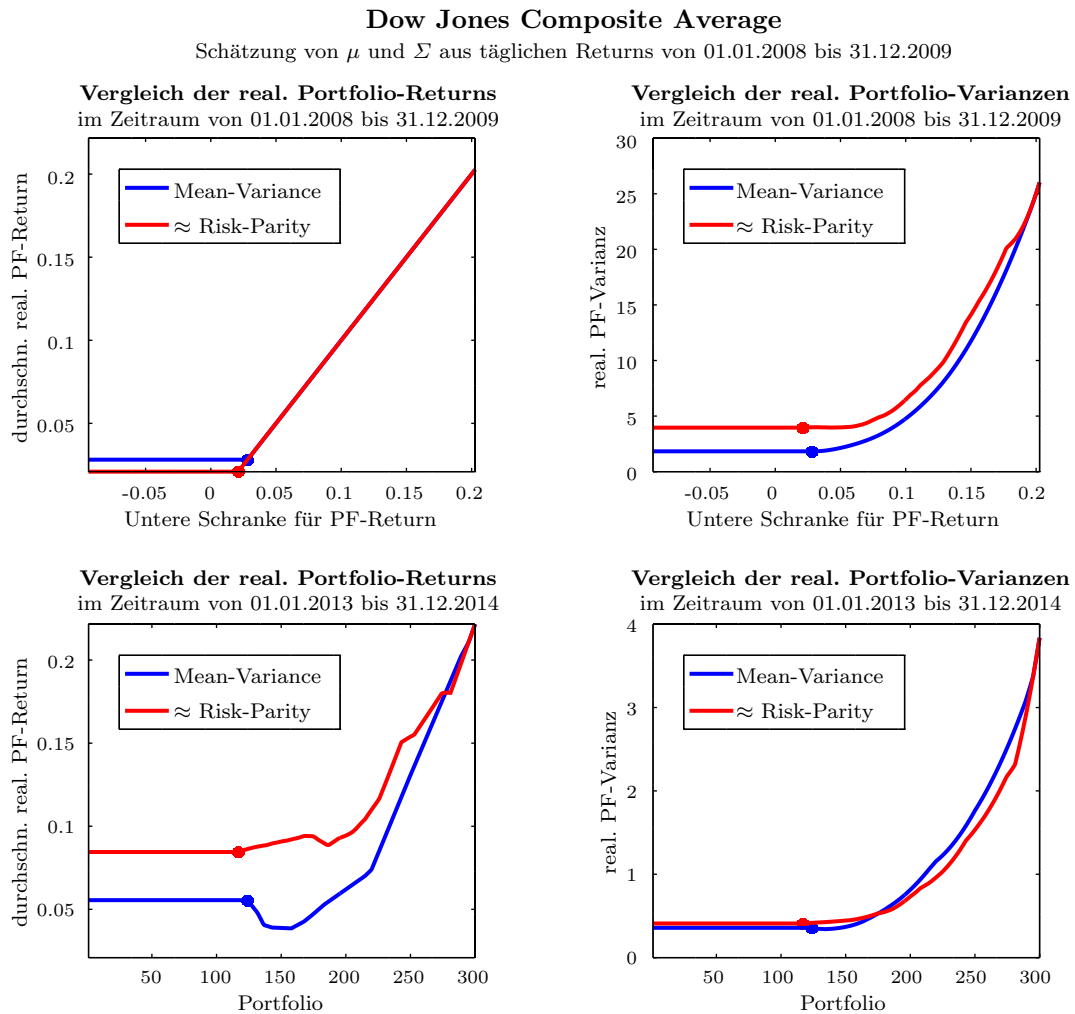 Dow Jones Composite Average
Schätzung von μ und Σ aus täglichen Returns von 01.01.2008 bis 31.12.2009
Vergleich der real. Portfolio-Returns
im Zeitraum von 01.01.2008 bis 31.12.2009
durchschn. real. PF-Return
0.2
0.15
0.1
0.05
Mean-Variance
≈ Risk-Parity
-0.05 0 0.05 0.1 0.15 0.2
Untere Schranke für PF-Return
Vergleich der real. Portfolio-Varianzen
im Zeitraum von 01.01.2008 bis 31.12.2009
real. PF-Varianz
30
25
20
15
10
5
0
Mean-Variance
≈ Risk-Parity
-0.05 0 0.05 0.1 0.15 0.2
Untere Schranke für PF-Return
Vergleich der real. Portfolio-Returns
im Zeitraum von 01.01.2013 bis 31.12.2014
durchschn. real. PF-Return
0.2
0.15
0.1
0.05
Mean-Variance
≈ Risk-Parity
50 100 150 200 250 300
Portfolio
Vergleich der real. Portfolio-Varianzen
im Zeitraum von 01.01.2013 bis 31.12.2014
real. PF-Varianz
4
3
2
1
0
Mean-Variance
≈ Risk-Parity
50 100 150 200 250 300
Portfolio